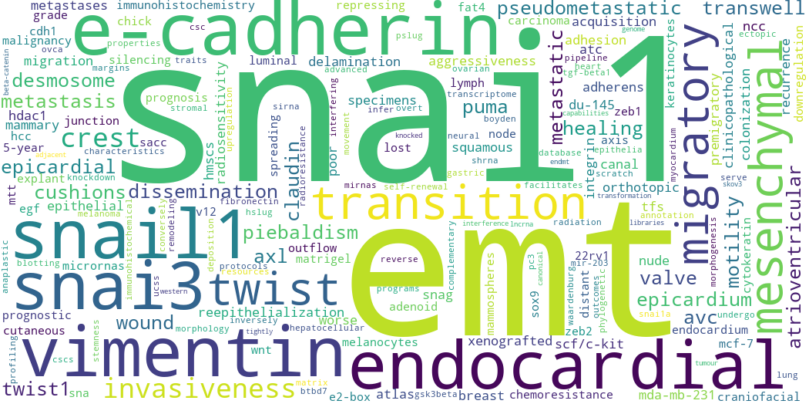 metastases immunohistochemistry repressing fat4 pseudometastatic transwell
grade csc chick carcinoma acquisition ncc ectopic
cdh1 properties e-cadherin pslug genome
malignancy silencing luminal delamination aggressiveness adhesion atc keratinocytes
ovca margins traits advanced ovarian heart pipeline
beta-catenin migration tgf-beta1
desmosome prognosis lymph adherens
metastasis stromal specimens transcriptome puma du-145 zeb1
hdac1 junction sirna infer overt boyden healing
mammary crest sacc knocked neural node axis
hcc characteristics lost squamous database epithelia
5-year snai1 shrna endmt integrin canal
epicardial hmscs radiosensitivity upregulation spreading radioresistance claudin poor interfering movement
mtt explant knockdown mirnas self-renewal gastric capabilities scratch
adjacent cushions dissemination facilitates orthotopic
egf epithelial melanoma fibronectin transition transformation
metastatic migratory mesenchymal
myocardium premigratory clinicopathological colonization recurrence downregulation
serve skov3 tfs annotation libraries
snail1 lv12 hslug interference lncrna radiation
immunohistochemical conversely remodeling piebaldism complementary
anaplastic axl outflow reverse 22rv1 nude motility cytokeratin morphogenesis atrioventricular
blotting matrigel mir-203 valve
micrornas ucss western deposition protocols programs emt mammospheres pc3 canonical
snai3 twist resources snag sox9 waardenburg distant outcomes phylogenetic epicardium
prognostic reepithelialization adenoid snail2 avc undergo
cutaneous wound inversely worse zeb2 endocardium
profiling stemness morphology tightly hepatocellular melanocytes xenografted mcf-7
vimentin wnt scf/c-kit
cscs endocardial tumour lung
twist1 sna invasiveness matrix btbd7
e2-box atlas gsk3beta breast chemoresistance mda-mb-231 craniofacial